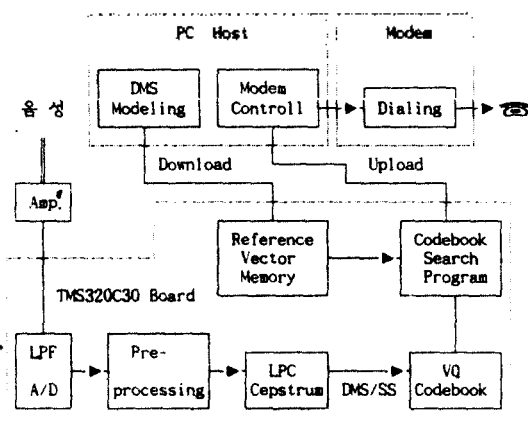 PC Host
Modem
DMS
Modeling
Modem
Controll
Dialing
음 성
Download
Upload
Amp.
Reference
Vector
Memory
Codebook
Search
Program
TMS320C30 Board
LPF
A/D
Pre-
processing
LPC
Cepstrum
DMS/SS
VQ
Codebook